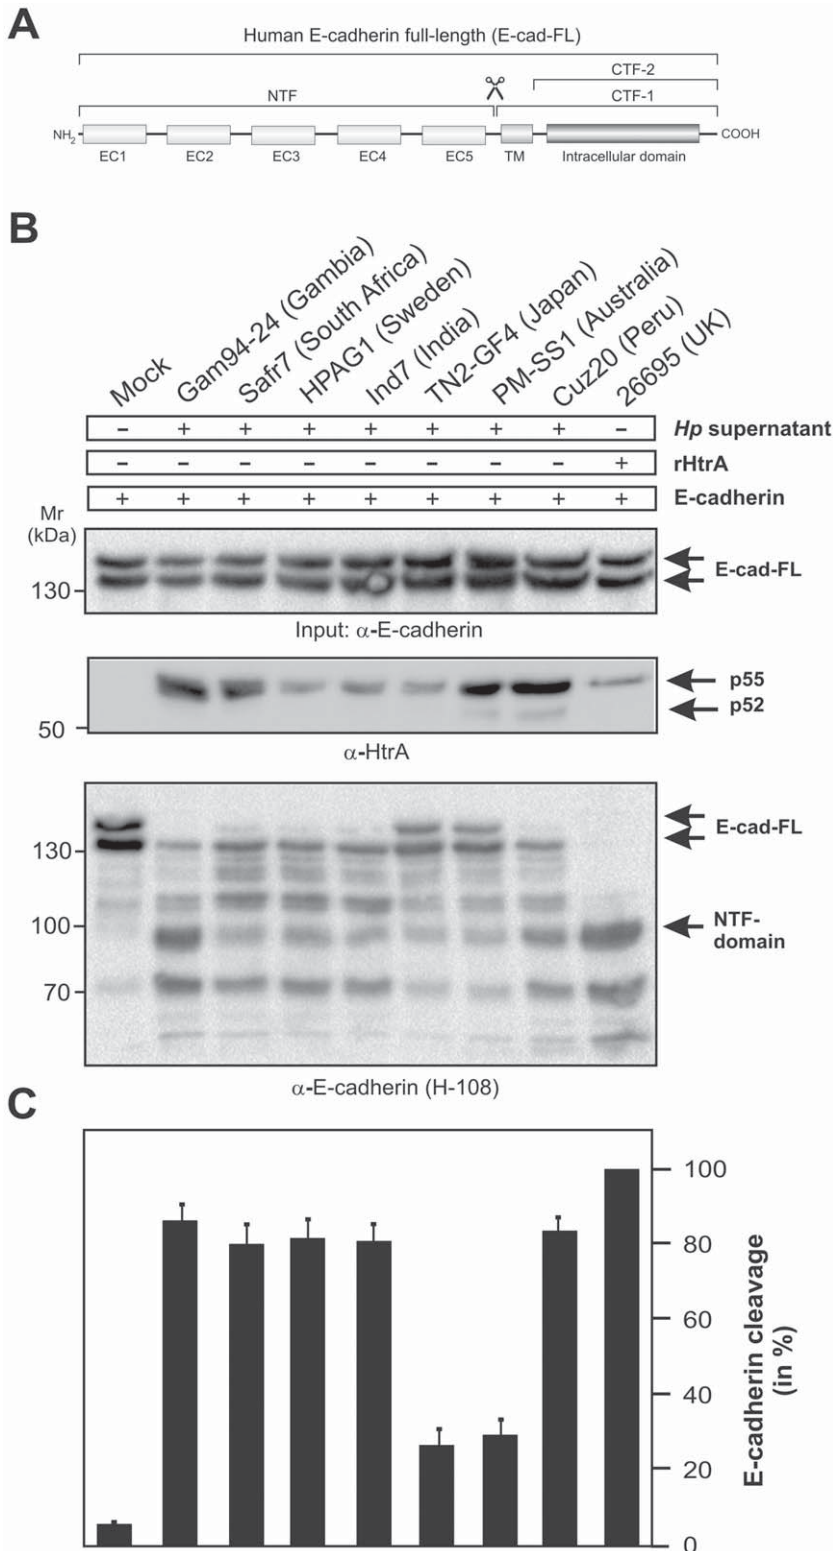 A
Human E-cadherin full-length (E-cad-FL)
CTF-2
NTF
CTF-1
NH2
COOH
EC1 EC2 EC3 EC4 EC5 TM Intracellular domain
B
Mock
Gam94-24 (Gambia)
Safr7 (South Africa)
HPAG1 (Sweden)
Ind7 (India)
TN2-GF4 (Japan)
PM-SS1 (Australia)
Cuz20 (Peru)
26695 (UK)
– + + + + + + + – Hp supernatant
– – – – – – – – + rHtrA
+ + + + + + + + + E-cadherin
Mr
(kDa)
E-cad-FL
130
Input: α-E-cadherin
p55
p52
50
α-HtrA
E-cad-FL
130
100
NTF-
domain
70
α-E-cadherin (H-108)
C
100
80
60
40
20
0
E-cadherin cleavage
(in %)